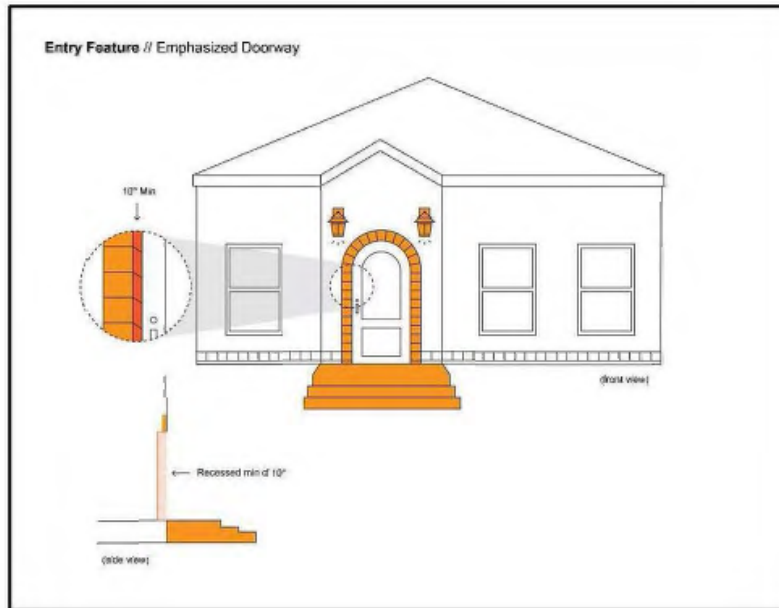 Entry Feature // Emphasized Doorway
10" Min
(front view)
Recessed min of 10"
(side view)